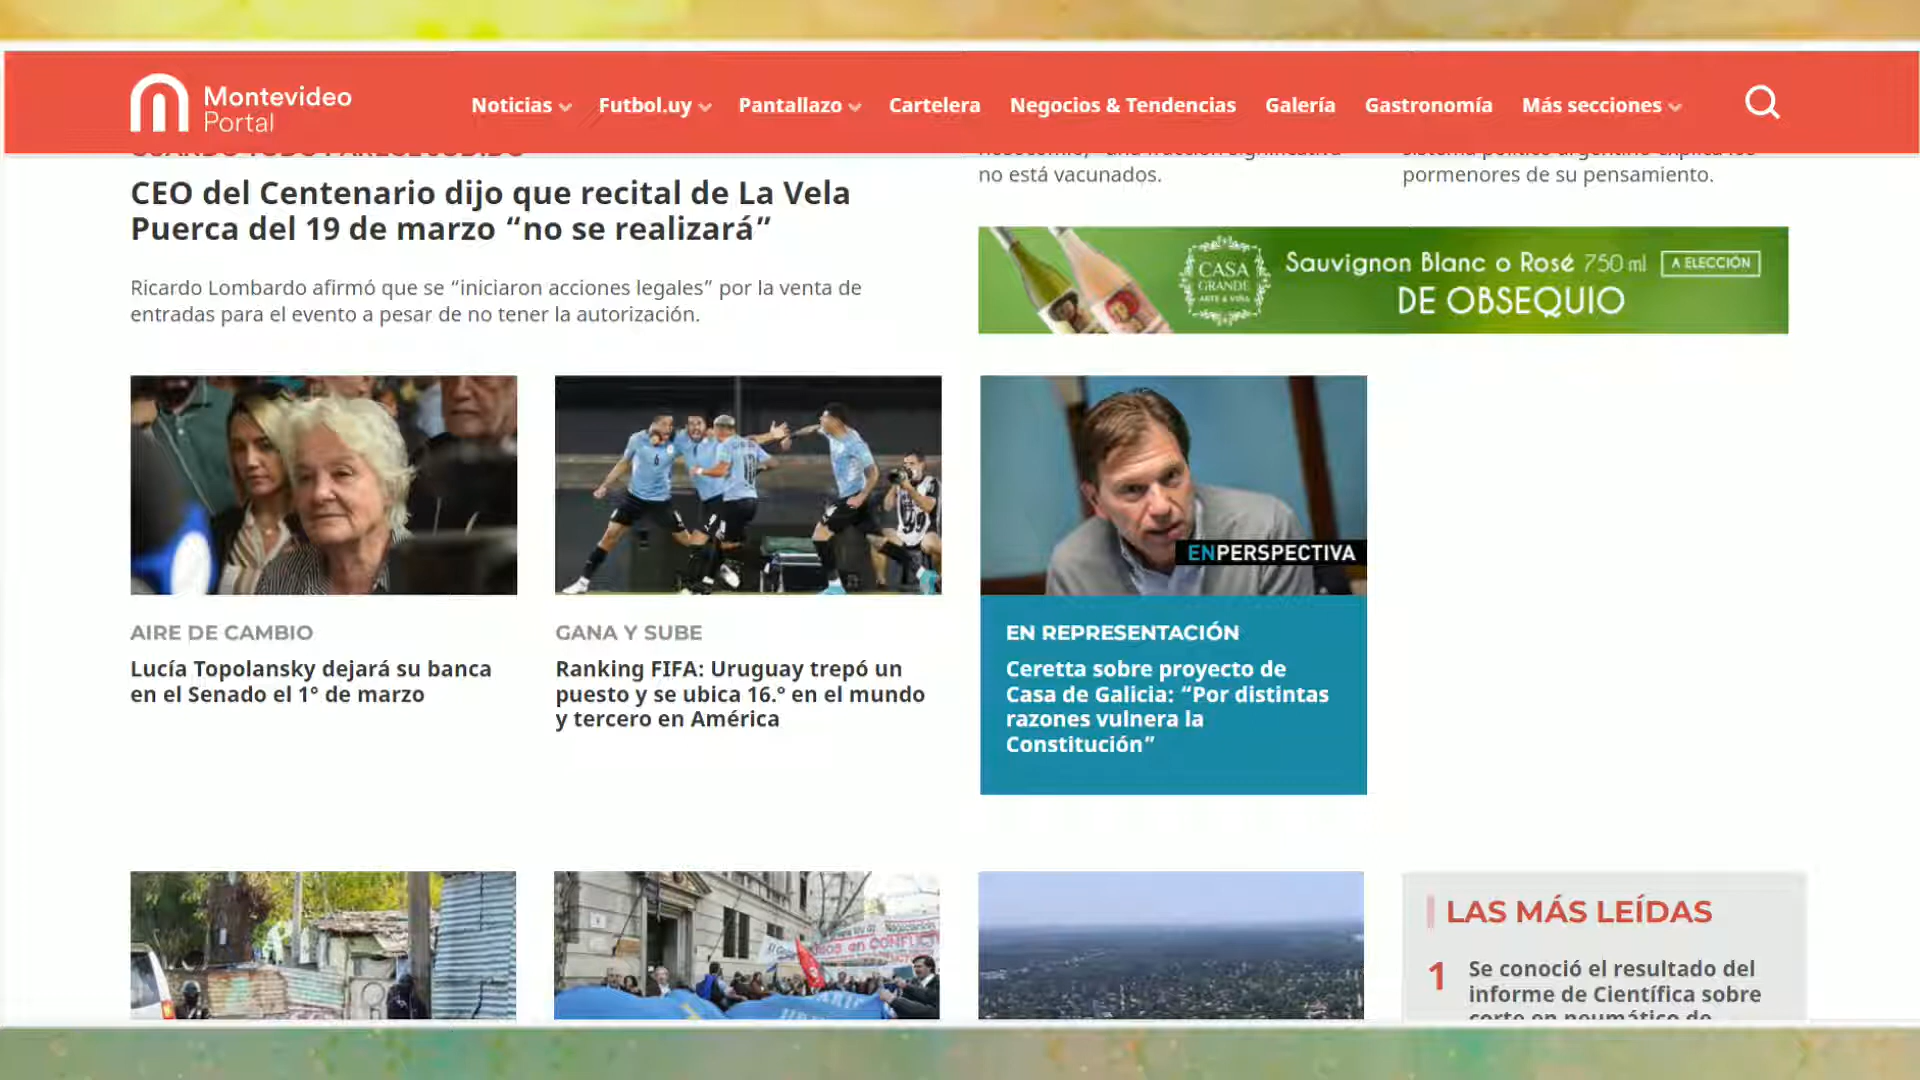 Montevideo
Portal
Noticias
Futbol.uy
Pantallazo
Cartelera
Negocios & Tendencias
Galería
Gastronomía
Más secciones
CEO del Centenario dijo que recital de La Vela
Puerca del 19 de marzo “no se realizará”
Ricardo Lombardo afirmó que se “iniciaron acciones legales” por la venta de
entradas para el evento a pesar de no tener la autorización.
no está vacunados.
pormenores de su pensamiento.
CASA
GRANDE
ARTE & VIÑA
Sauvignon Blanc o Rosé 750 ml
A ELECCIÓN
DE OBSEQUIO
AIRE DE CAMBIO
Lucía Topolansky dejará su banca
en el Senado el 1° de marzo
GANA Y SUBE
Ranking FIFA: Uruguay trepó un
puesto y se ubica 16.º en el mundo
y tercero en América
ENPERSPECTIVA
EN REPRESENTACIÓN
Ceretta sobre proyecto de
Casa de Galicia: “Por distintas
razones vulnera la
Constitución”
LAS MÁS LEÍDAS
1
Se conoció el resultado del
informe de Científica sobre
corte en neumático de